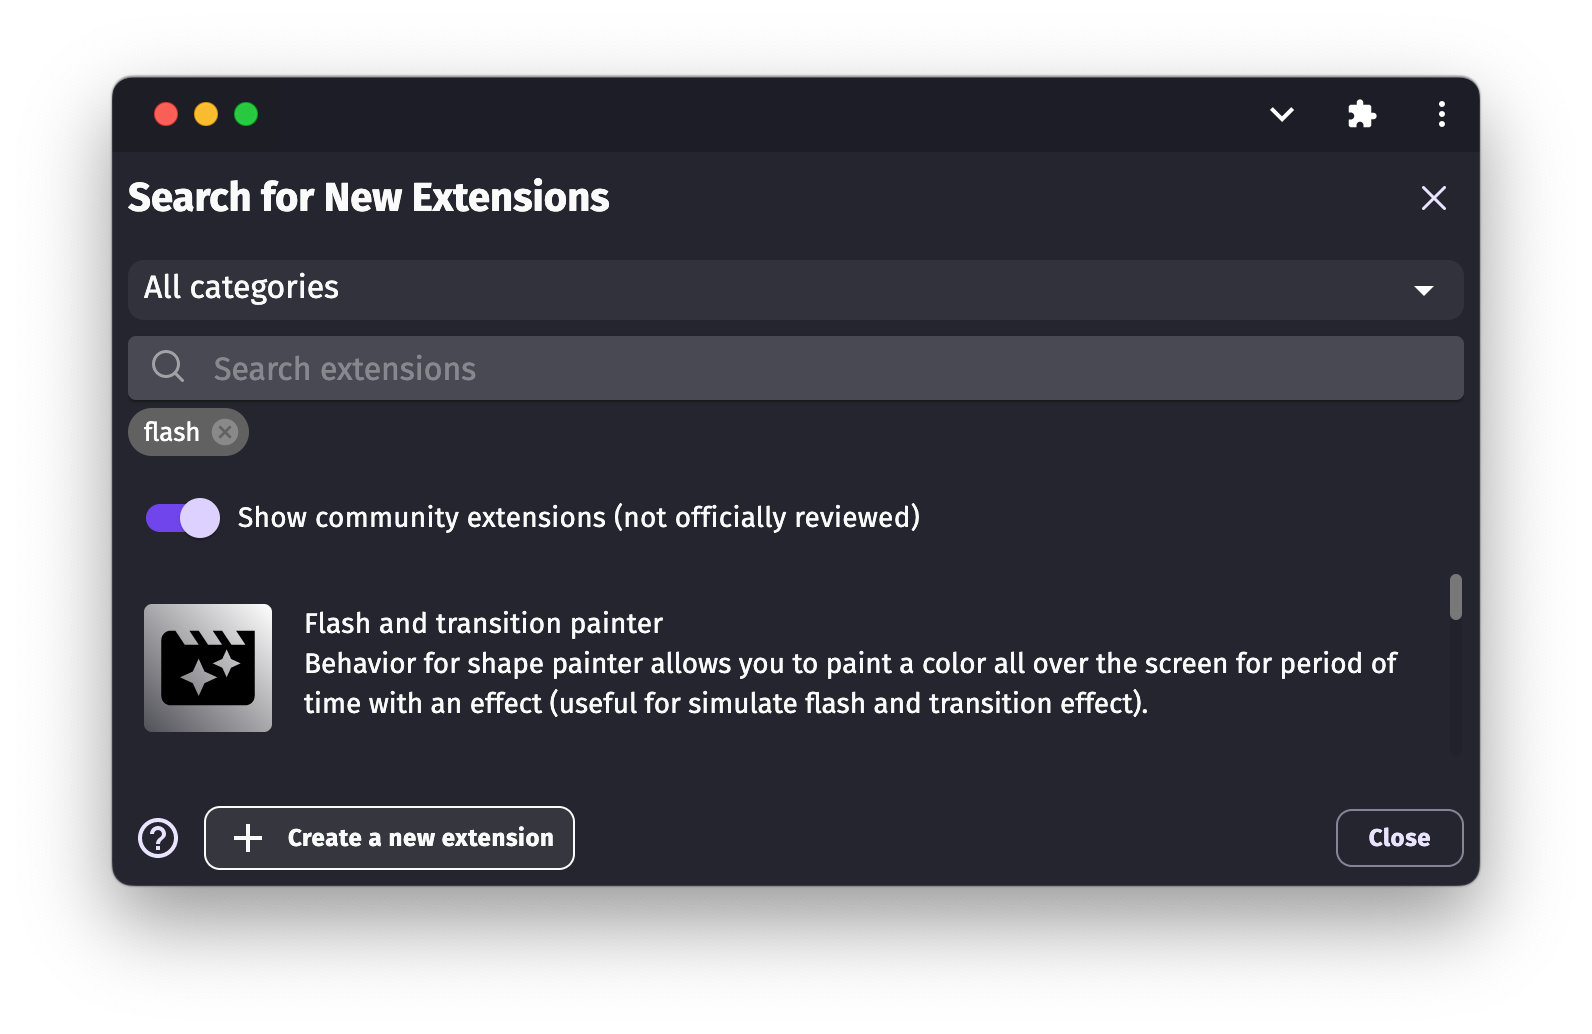 Search for New Extensions
All categories
Search extensions
flash
Show community extensions (not officially reviewed)
Flash and transition painter
Behavior for shape painter allows you to paint a color all over the screen for period of
time with an effect (useful for simulate flash and transition effect).
Create a new extension
Close